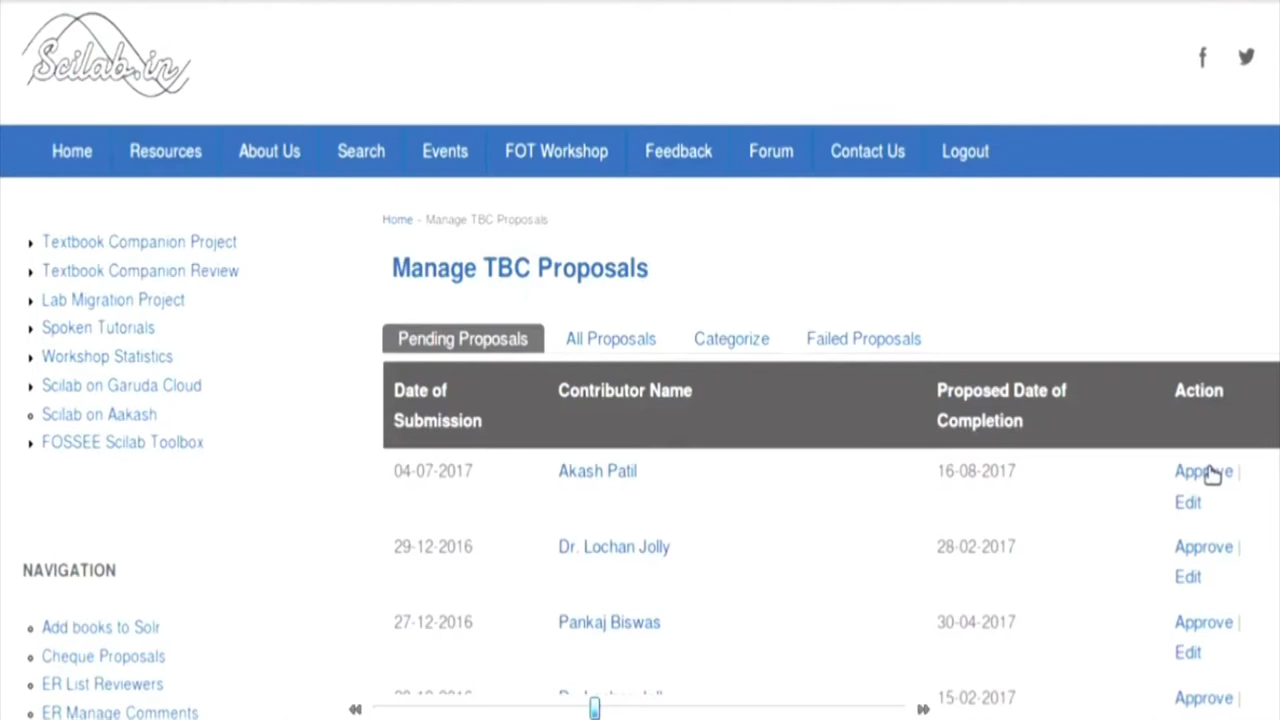 Scilab.in
Home Resources About Us Search Events FOT Workshop Feedback Forum Contact Us Logout
Textbook Companion Project
Textbook Companion Review
Lab Migration Project
Spoken Tutorials
Workshop Statistics
Scilab on Garuda Cloud
Scilab on Aakash
FOSSEE Scilab Toolbox
NAVIGATION
Add books to Solr
Cheque Proposals
ER List Reviewers
ER Manage Comments
Home - Manage TBC Proposals
Manage TBC Proposals
Pending Proposals All Proposals Categorize Failed Proposals
Date of Submission Contributor Name Proposed Date of Completion Action
04-07-2017 Akash Patil 16-08-2017 Approve |
Edit
29-12-2016 Dr. Lochan Jolly 28-02-2017 Approve |
Edit
27-12-2016 Pankaj Biswas 30-04-2017 Approve |
Edit
15-02-2017 Approve |